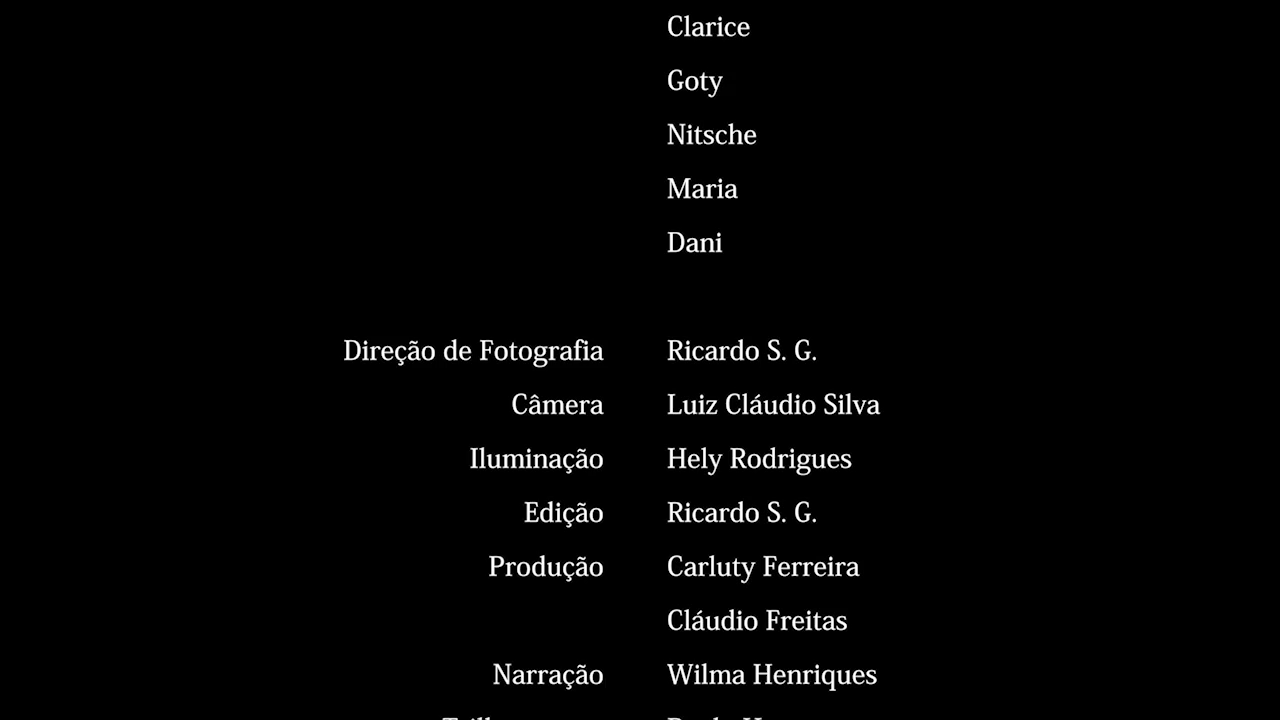 Clarice
Goty
Nitsche
Maria
Dani
Direção de Fotografia Ricardo S. G.
Câmera Luiz Cláudio Silva
Iluminação Hely Rodrigues
Edição Ricardo S. G.
Produção Carluty Ferreira
Cláudio Freitas
Narração Wilma Henriques